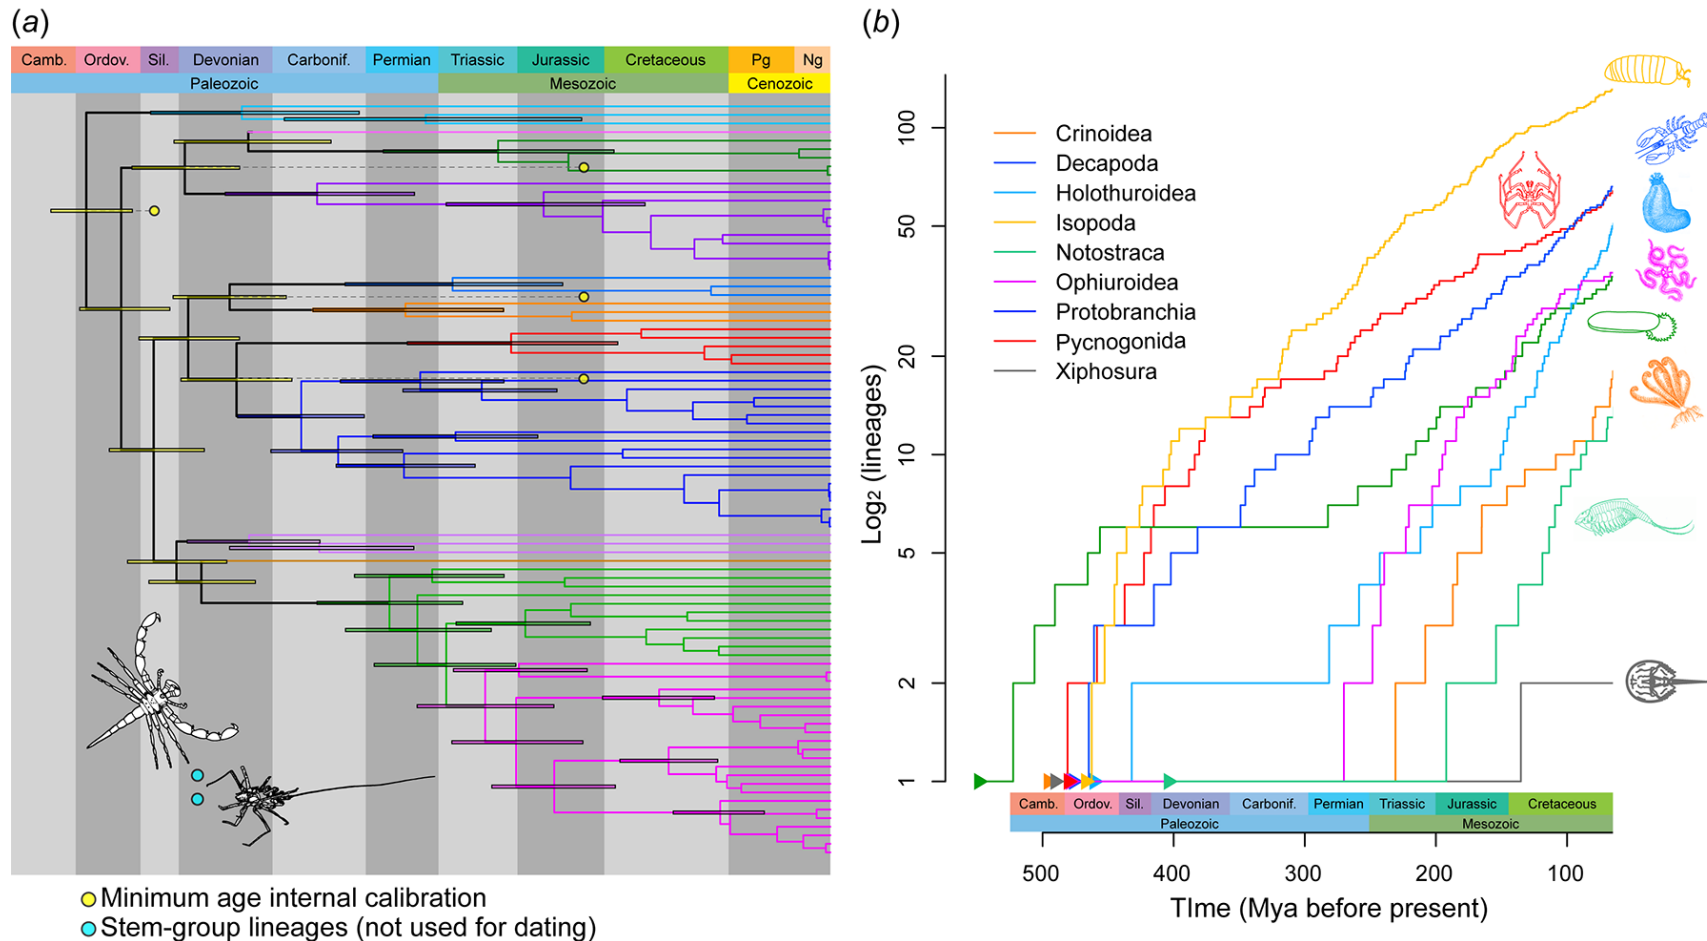 (a)
Camb. Ordov. Sil. Devonian Carbonif. Permian Triassic Jurassic Cretaceous Pg Ng
Paleozoic Mesozoic Cenozoic
Minimum age internal calibration
Stem-group lineages (not used for dating)
(b)
Log2 (lineages)
100
50
20
10
5
2
1
Crinoidea
Decapoda
Holothuroidea
Isopoda
Notostraca
Ophiuroidea
Protobranchia
Pycnogonida
Xiphosura
Camb. Ordov. Sil. Devonian Carbonif. Permian Triassic Jurassic Cretaceous
Paleozoic Mesozoic
500 400 300 200 100
TIme (Mya before present)